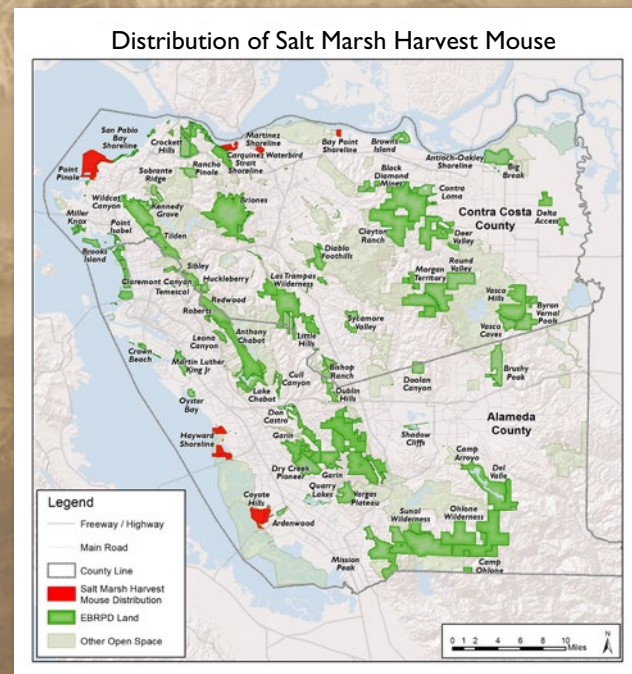 Distribution of Salt Marsh Harvest Mouse
San Pablo
Bay
Shoreline
Crockett
Hills
Martinez
Shoreline
Bay Point
Shoreline
Browns
Island
Point
Pinole
Rancho
Pinole
Carquinez
Strait
Shoreline
Waterbird
Antioch-Oakley
Shoreline
Big
Break
Sobrante
Ridge
Black
Diamond
Mines
Contra
Loma
Wildcat
Canyon
Kennedy
Grove
Briones
Contra Costa
County
Delta
Access
Miller
Knox
Point
Isabel
Tilden
Clayton
Ranch
Deer
Valley
Brooks
Island
Diablo
Foothills
Round
Valley
Morgan
Territory
Sibley
Claremont Canyon
Huckleberry
Temescal
Las Trampas
Wilderness
Vasco
Hills
Byron
Vernal
Pools
Redwood
Roberts
Sycamore
Valley
Vasco
Caves
Leona
Canyon
Anthony
Chabot
Little
Hills
Crown
Beach
Martin Luther
King Jr
Cull
Canyon
Bishop
Ranch
Doolan
Canyon
Brushy
Peak
Lake
Chabot
Dublin
Hills
Oyster
Bay
Don
Castro
Alameda
County
Hayward
Shoreline
Garin
Shadow
Cliffs
Camp
Arroyo
Del
Valle
Dry Creek
Pioneer
Garin
Quarry
Lakes
Vargas
Plateau
Coyote
Hills
Ardenwood
Sunol
Wilderness
Ohlone
Wilderness
Mission
Peak
Camp
Ohlone
Legend
Freeway / Highway
Main Road
County Line
Salt Marsh Harvest
Mouse Distribution
EBRPD Land
Other Open Space
0 1 2 4 6 8 10
Miles
N